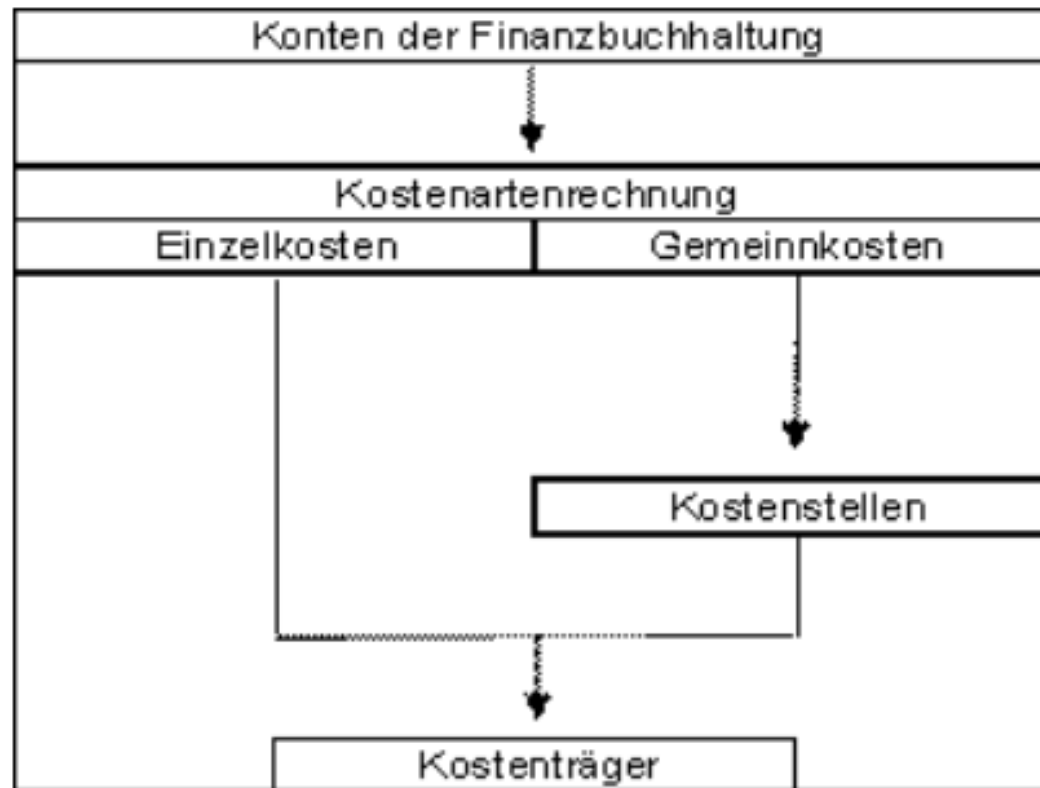 Konten der Finanzbuchhaltung
Kostenartenrechnung
Einzelkosten
Gemeinnkosten
Kostenstellen
Kostenträger